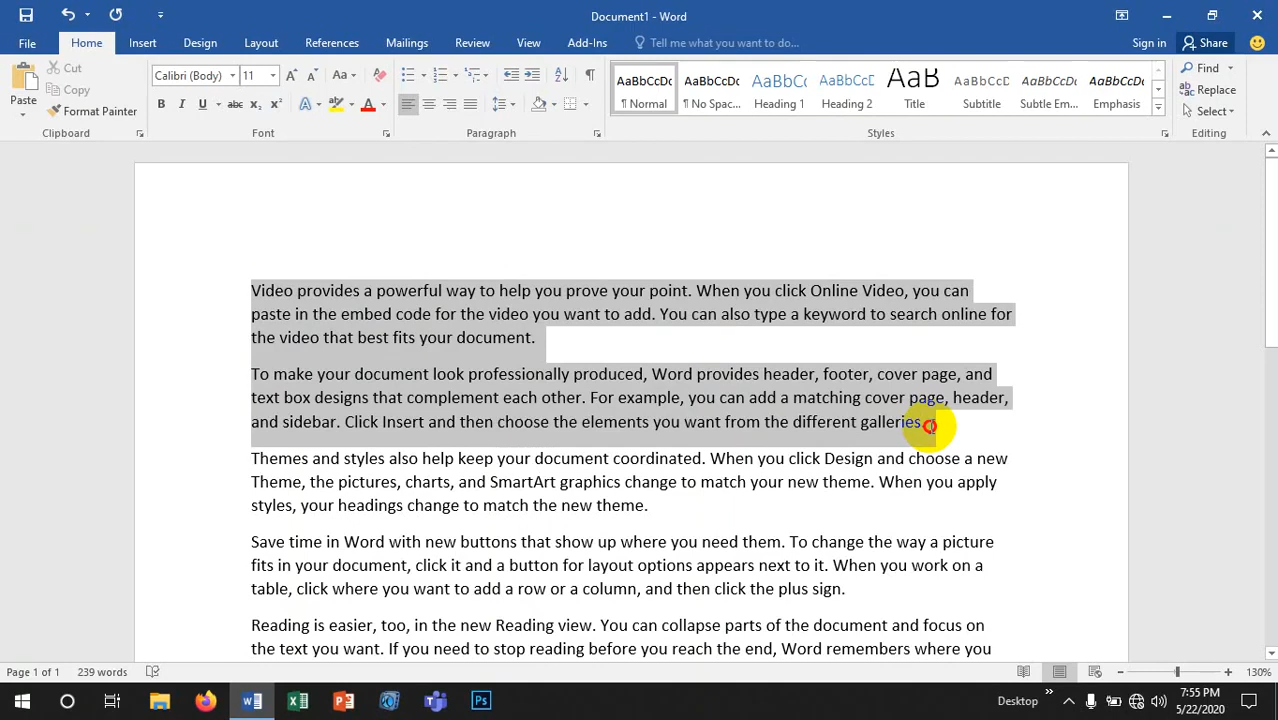 Document1 - Word
File Home Insert Design Layout References Mailings Review View Add-Ins Tell me what you want to do... Sign in Share
Paste Cut Copy Format Painter Clipboard
Calibri (Body) 11 Aa
B I U abc X₂ X² A A Font
Paragraph
AaBbCcDc AaBbCcDc AaBbCc AaBbCcD AaB AaBbCcD AaBbCcDc AaBbCcDc
¶ Normal ¶ No Spac... Heading 1 Heading 2 Title Subtitle Subtle Em... Emphasis
Styles
Find
Replace
Select
Editing
Video provides a powerful way to help you prove your point. When you click Online Video, you can
paste in the embed code for the video you want to add. You can also type a keyword to search online for
the video that best fits your document.
To make your document look professionally produced, Word provides header, footer, cover page, and
text box designs that complement each other. For example, you can add a matching cover page, header,
and sidebar. Click Insert and then choose the elements you want from the different galleries.
Themes and styles also help keep your document coordinated. When you click Design and choose a new
Theme, the pictures, charts, and SmartArt graphics change to match your new theme. When you apply
styles, your headings change to match the new theme.
Save time in Word with new buttons that show up where you need them. To change the way a picture
fits in your document, click it and a button for layout options appears next to it. When you work on a
table, click where you want to add a row or a column, and then click the plus sign.
Reading is easier, too, in the new Reading view. You can collapse parts of the document and focus on
the text you want. If you need to stop reading before you reach the end, Word remembers where you
Page 1 of 1 239 words 130%
Desktop 7:55 PM
5/22/2020